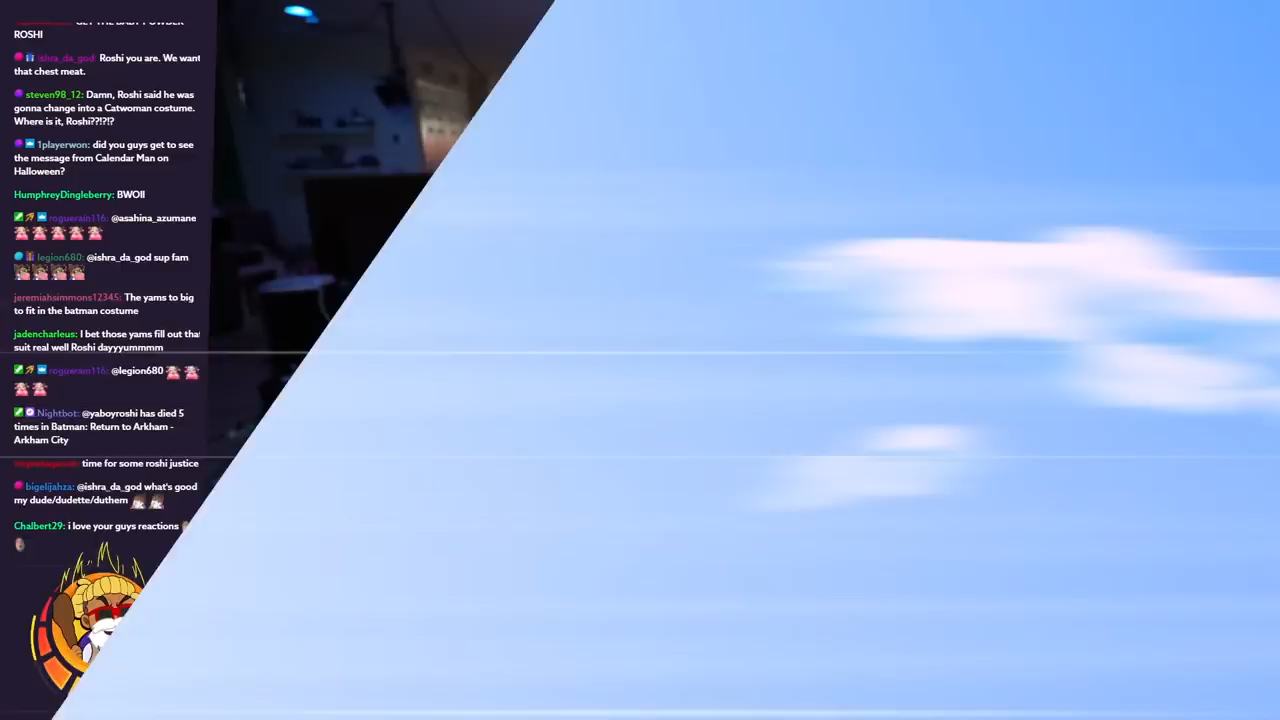 GET THE BABY POWDER
ROSHI
ishra_da_god: Roshi you are. We want
that chest meat.
steven98_12: Damn, Roshi said he was
gonna change into a Catwoman costume.
Where is it, Roshi??!?!?
1playerwon: did you guys get to see
the message from Calendar Man on
Halloween?
HumphreyDingleberry: BWOII
roguerain116: @asahina_azumane
legion680: @ishra_da_god sup fam
jeremiahsimmons12345: The yams to big
to fit in the batman costume
jadencharleus: I bet those yams fill out that
suit real well Roshi dayyyummmm
roguerain116: @legion680
Nightbot: @yaboyroshi has died 5
times in Batman: Return to Arkham -
Arkham City
time for some roshi justice
bigelijahza: @ishra_da_god what's good
my dude/dudette/duthem
Chalbert29: i love your guys reactions